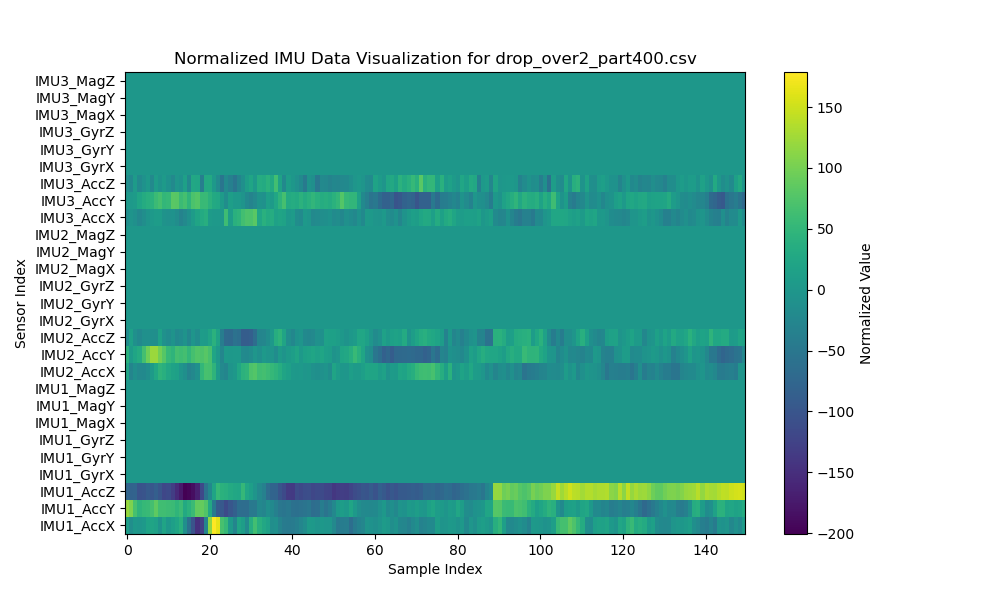 Normalized IMU Data Visualization for drop_over2_part400.csv
IMU3_MagZ
IMU3_MagY
IMU3_MagX
IMU3_GyrZ
IMU3_GyrY
IMU3_GyrX
IMU3_AccZ
IMU3_AccY
IMU3_AccX
IMU2_MagZ
IMU2_MagY
IMU2_MagX
IMU2_GyrZ
IMU2_GyrY
IMU2_GyrX
IMU2_AccZ
IMU2_AccY
IMU2_AccX
IMU1_MagZ
IMU1_MagY
IMU1_MagX
IMU1_GyrZ
IMU1_GyrY
IMU1_GyrX
IMU1_AccZ
IMU1_AccY
IMU1_AccX
Sensor Index
0 20 40 60 80 100 120 140
Sample Index
150
100
50
0
−50
−100
−150
−200
Normalized Value